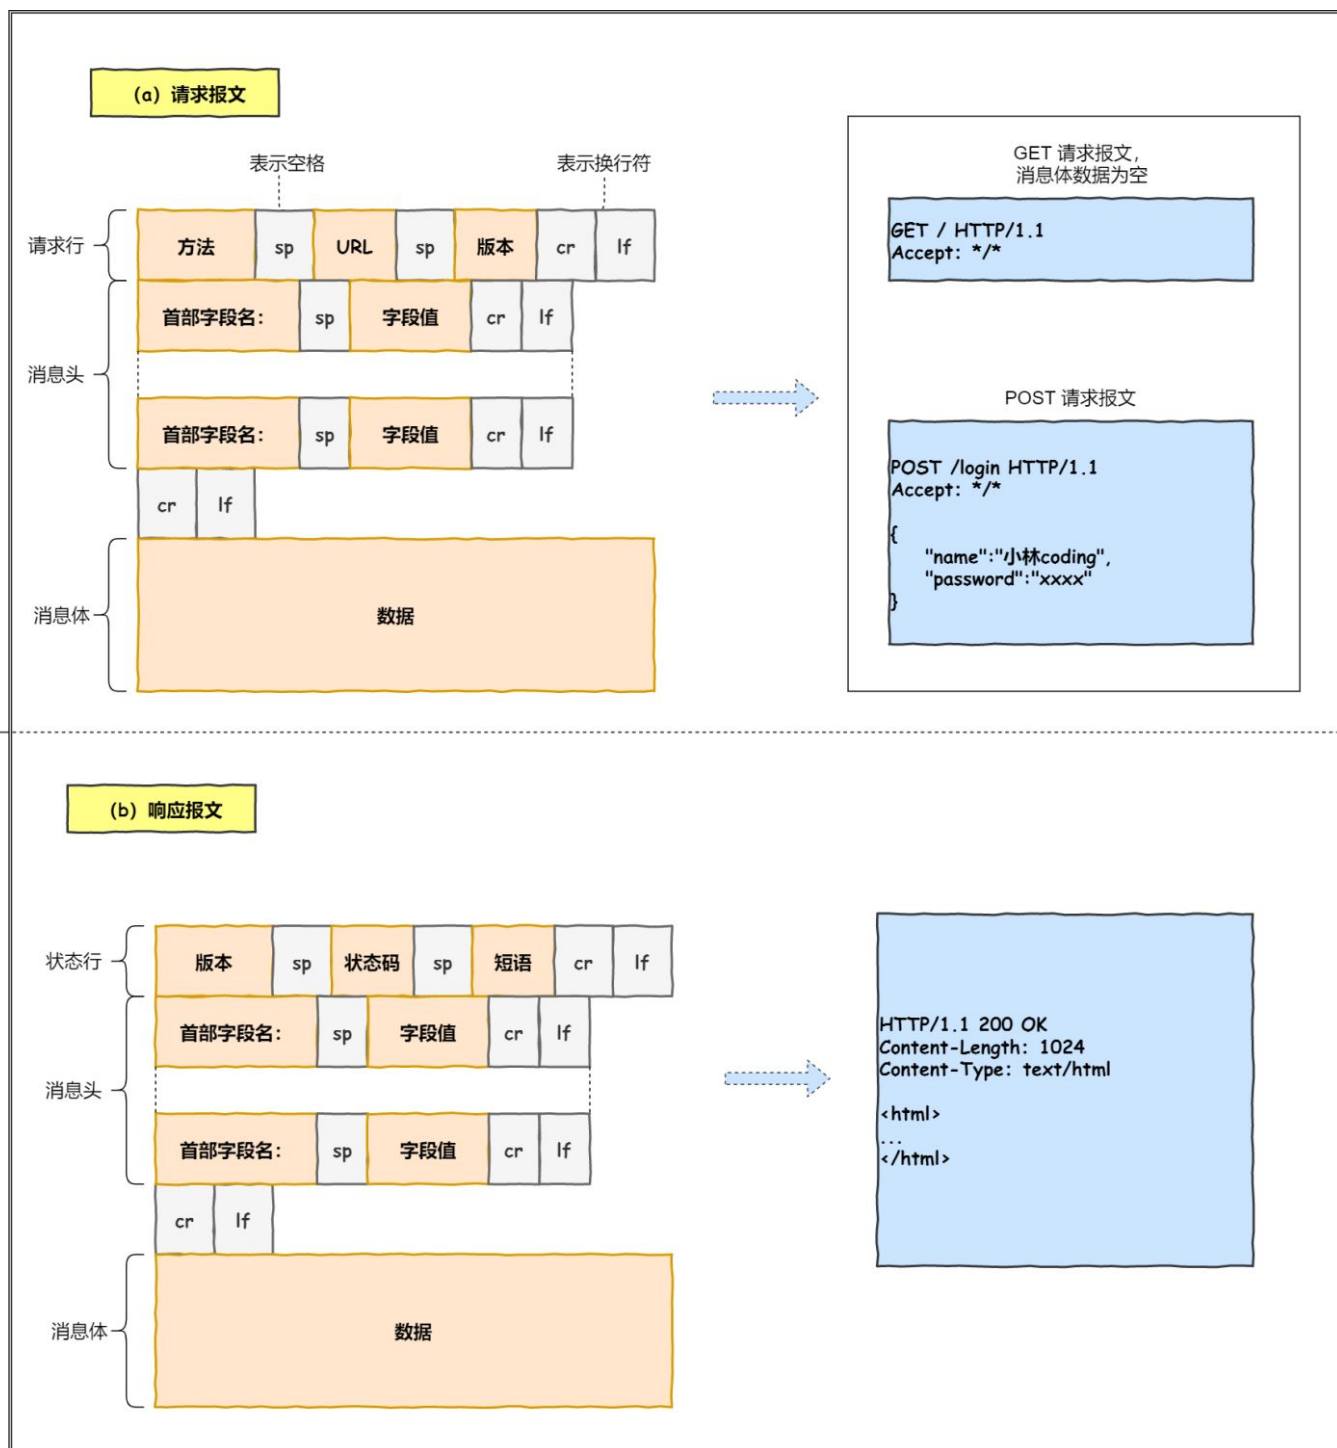 (a) 请求报文
表示空格
表示换行符
请求行
方法 sp URL sp 版本 cr lf
消息头
首部字段名: sp 字段值 cr lf
首部字段名: sp 字段值 cr lf
cr lf
消息体
数据
GET 请求报文,
消息体数据为空
GET / HTTP/1.1
Accept: */*
POST 请求报文
POST /login HTTP/1.1
Accept: */*
{
"name":"小林coding",
"password":"xxxx"
}
(b) 响应报文
状态行
版本 sp 状态码 sp 短语 cr lf
消息头
首部字段名: sp 字段值 cr lf
首部字段名: sp 字段值 cr lf
cr lf
消息体
数据
HTTP/1.1 200 OK
Content-Length: 1024
Content-Type: text/html
<html>
...
</html>